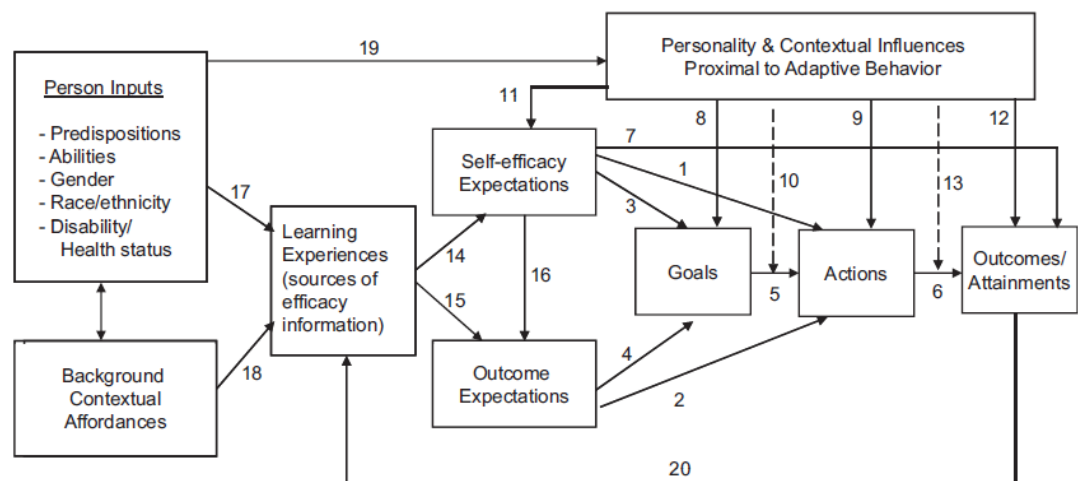 Person Inputs
- Predispositions
- Abilities
- Gender
- Race/ethnicity
- Disability/
Health status
Background
Contextual
Affordances
19
17
18
Learning
Experiences
(sources of
efficacy
information)
Personality & Contextual Influences
Proximal to Adaptive Behavior
11
8
9
12
7
1
10
13
3
Self-efficacy
Expectations
14
15
16
Outcome
Expectations
4
2
Goals
5
Actions
6
Outcomes/
Attainments
20